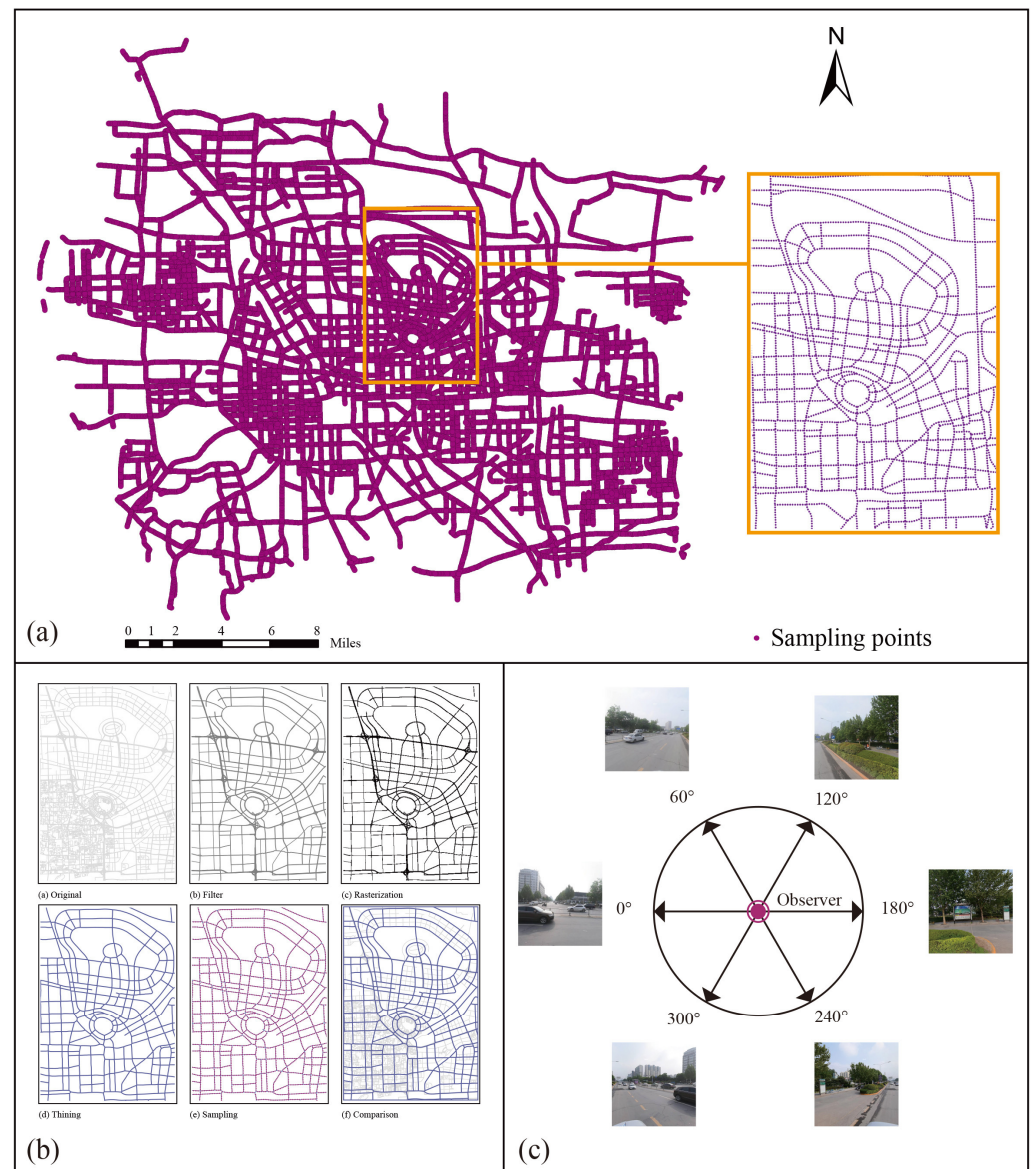 N
(a)
0 1 2 4 6 8
Miles
Sampling points
(a) Original
(b) Filter
(c) Rasterization
(d) Thining
(e) Sampling
(f) Comparison
(b)
60°
120°
0°
Observer
180°
300°
240°
(c)